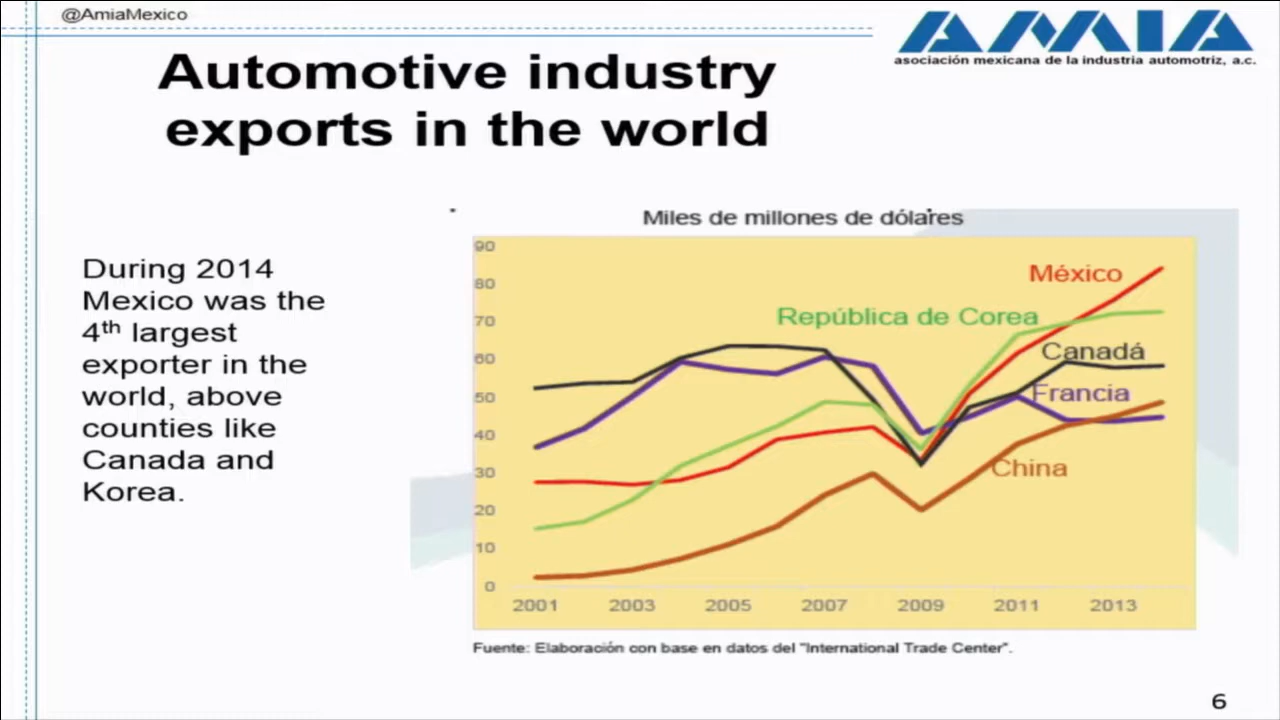 @AmiaMexico
AMIA
asociación mexicana de la industria automotriz, a.c.
Automotive industry
exports in the world
During 2014
Mexico was the
4th largest
exporter in the
world, above
counties like
Canada and
Korea.
Miles de millones de dólares
90
80
70
60
50
40
30
20
10
0
México
República de Corea
Canadá
Francia
China
2001 2003 2005 2007 2009 2011 2013
Fuente: Elaboración con base en datos del "International Trade Center".
6